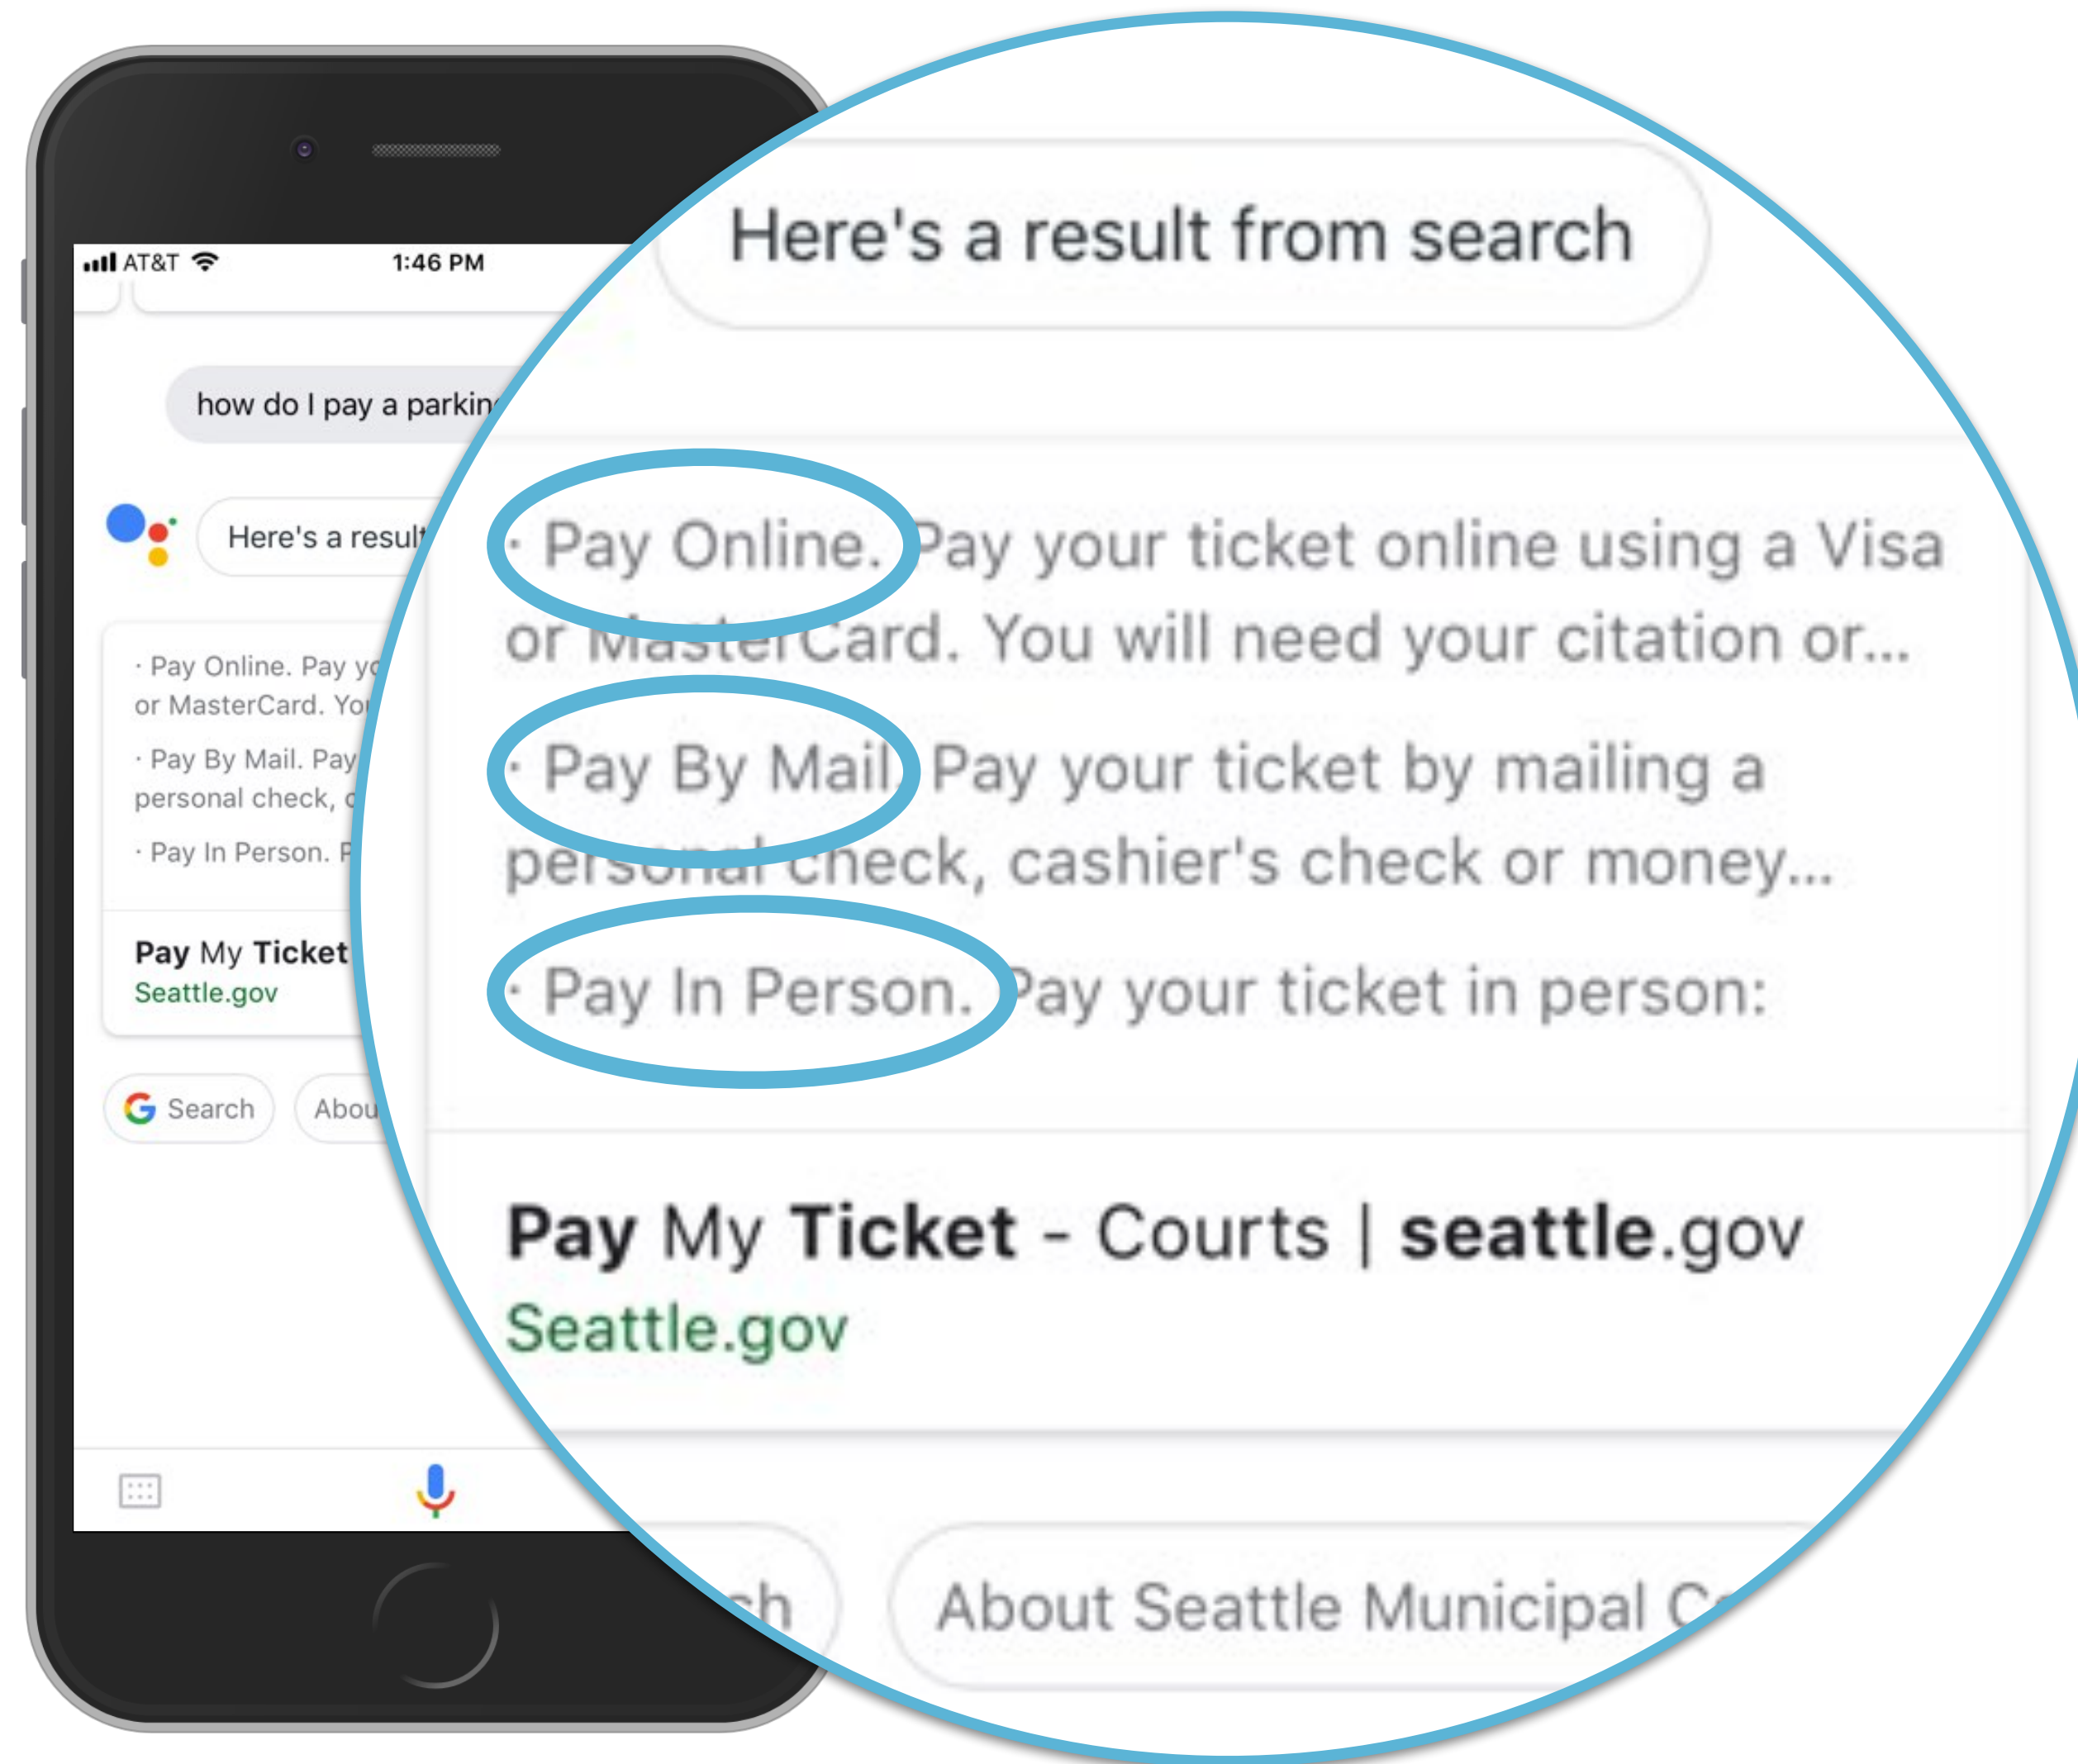 AT&T
1:46 PM
how do I pay a parking
Here's a result
· Pay Online. Pay yo
or MasterCard. You
· Pay By Mail. Pay
personal check, c
· Pay In Person. P
Pay My Ticket
Seattle.gov
G Search
Abou
Here's a result from search
· Pay Online. Pay your ticket online using a Visa
or MasterCard. You will need your citation or...
· Pay By Mail. Pay your ticket by mailing a
personal check, cashier's check or money...
· Pay In Person. Pay your ticket in person:
Pay My Ticket - Courts | seattle.gov
Seattle.gov
ch
About Seattle Municipal Co